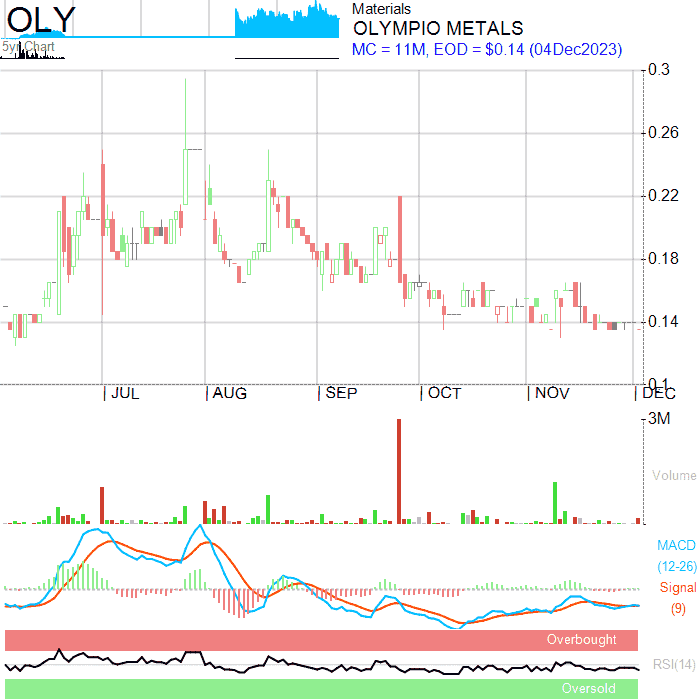 OLY
5yr Chart
Materials
OLYMPIO METALS
MC = 11M, EOD = $0.14 (04Dec2023)
0.3
0.26
0.22
0.18
0.14
0.1
JUL AUG SEP OCT NOV DEC
3M
Volume
MACD
(12-26)
Signal
(9)
Overbought
RSI(14)
Oversold